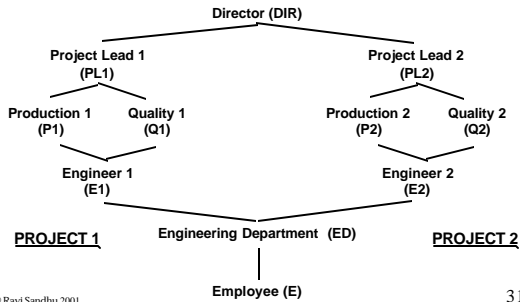 Director (DIR)
Project Lead 1
(PL1)
Project Lead 2
(PL2)
Production 1
(P1)
Quality 1
(Q1)
Production 2
(P2)
Quality 2
(Q2)
Engineer 1
(E1)
Engineer 2
(E2)
PROJECT 1
Engineering Department (ED)
PROJECT 2
Employee (E)
© Ravi Sandhu 2001
31